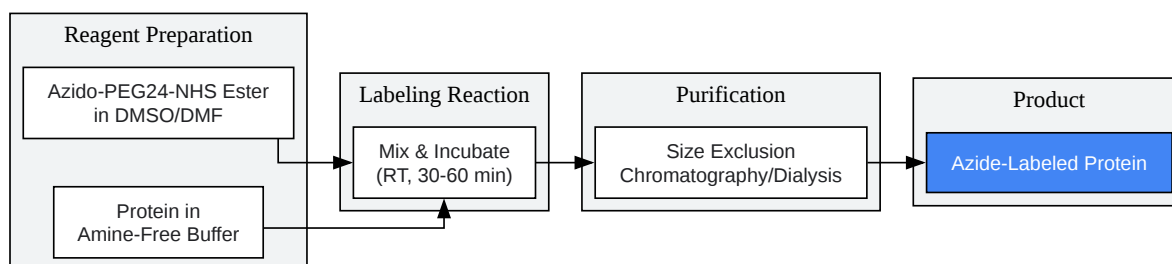 Reagent Preparation
Azido-PEG24-NHS Ester
in DMSO/DMF
Protein in
Amine-Free Buffer
Labeling Reaction
Mix & Incubate
(RT, 30-60 min)
Purification
Size Exclusion
Chromatography/Dialysis
Product
Azide-Labeled Protein